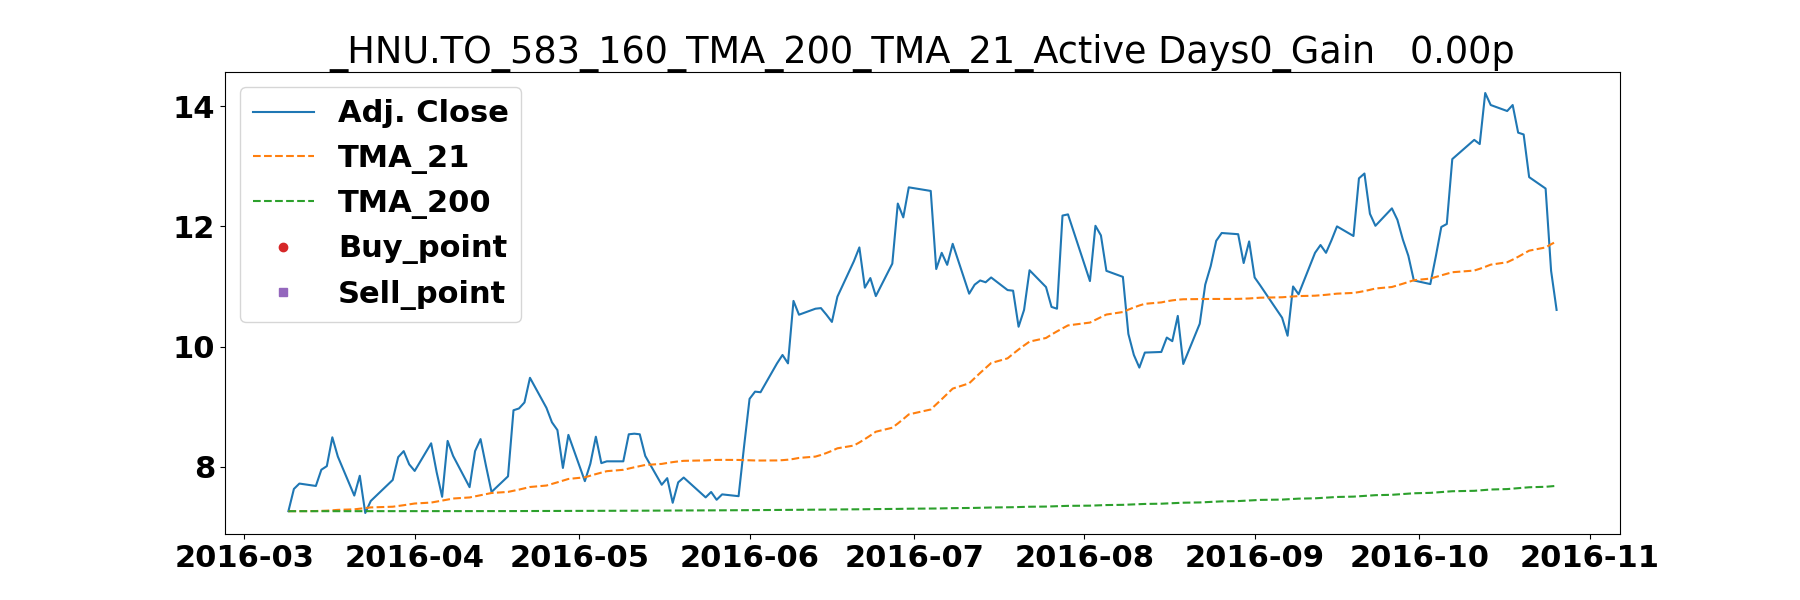 _HNU.TO_583_160_TMA_200_TMA_21_Active Days0_Gain   0.00p
14
12
10
8
Adj. Close
TMA_21
TMA_200
Buy_point
Sell_point
2016-03 2016-04 2016-05 2016-06 2016-07 2016-08 2016-09 2016-10 2016-11